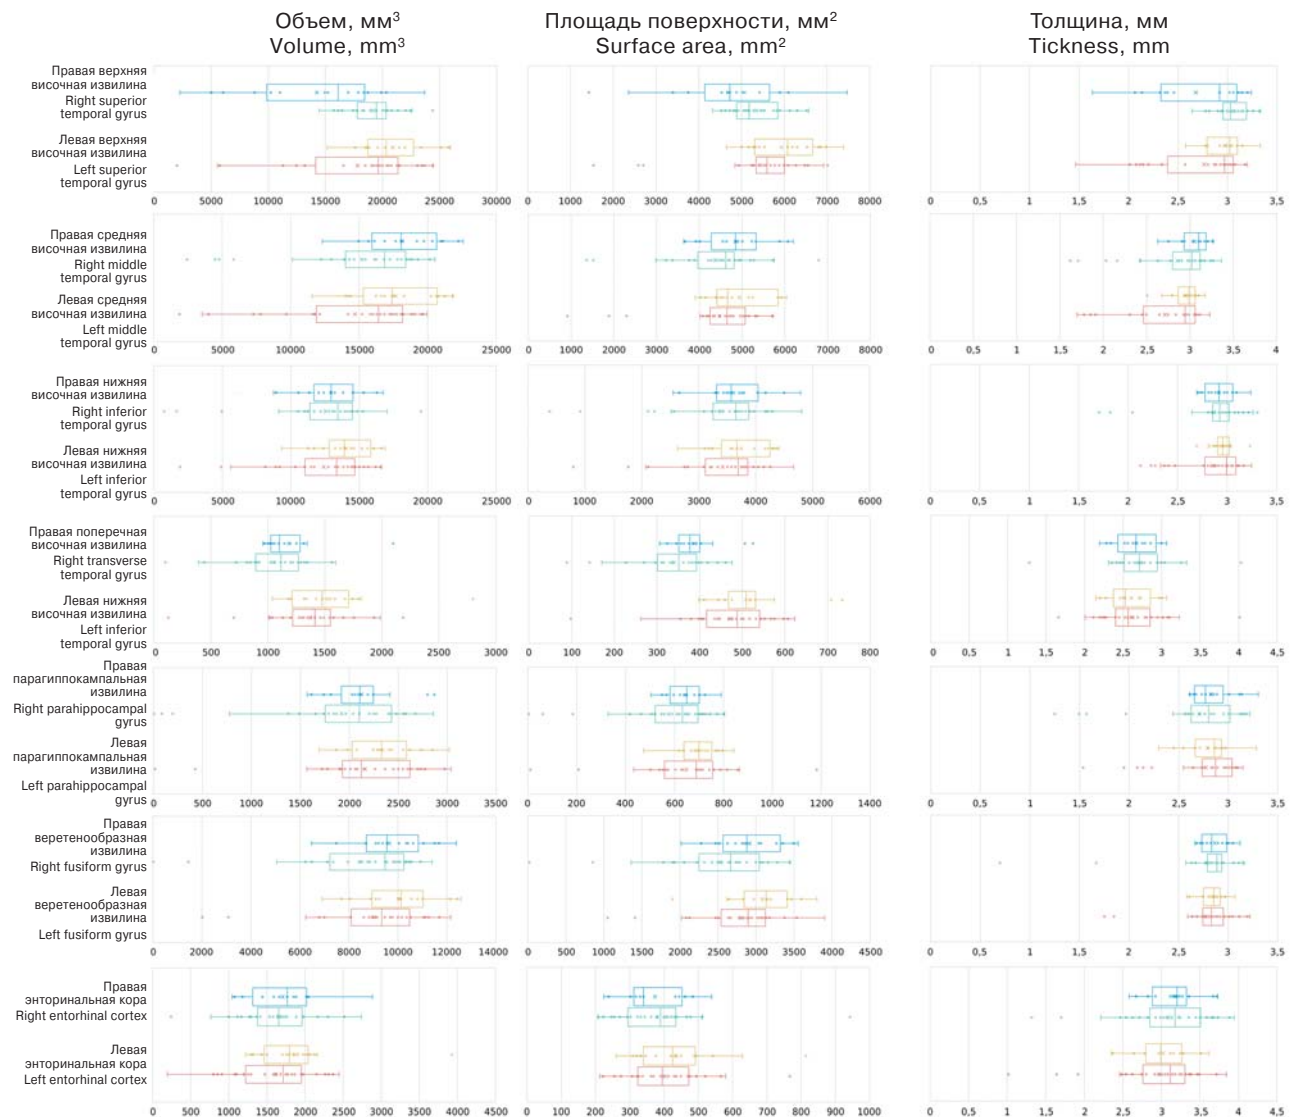 Объем, мм³
Volume, mm³
Площадь поверхности, мм²
Surface area, mm²
Толщина, мм
Tickness, mm
Правая верхняя
височная извилина
Right superior
temporal gyrus
Левая верхняя
височная извилина
Left superior
temporal gyrus
0 5000 10000 15000 20000 25000 30000
0 1000 2000 3000 4000 5000 6000 7000 8000
0 0,5 1 1,5 2 2,5 3 3,5
Правая средняя
височная извилина
Right middle
temporal gyrus
Левая средняя
височная извилина
Left middle
temporal gyrus
0 5000 10000 15000 20000 25000
0 1000 2000 3000 4000 5000 6000 7000 8000
0 0,5 1 1,5 2 2,5 3 3,5 4
Правая нижняя
височная извилина
Right inferior
temporal gyrus
Левая нижняя
височная извилина
Left inferior
temporal gyrus
0 5000 10000 15000 20000 25000
0 1000 2000 3000 4000 5000 6000
0 0,5 1 1,5 2 2,5 3 3,5
Правая поперечная
височная извилина
Right transverse
temporal gyrus
Левая нижняя
височная извилина
Left inferior
temporal gyrus
0 500 1000 1500 2000 2500 3000
0 100 200 300 400 500 600 700 800
0 0,5 1 1,5 2 2,5 3 3,5 4 4,5
Правая
парагиппокампальная
извилина
Right parahippocampal
gyrus
Левая
парагиппокампальная
извилина
Left parahippocampal
gyrus
0 500 1000 1500 2000 2500 3000 3500
0 200 400 600 800 1000 1200 1400
0 0,5 1 1,5 2 2,5 3 3,5
Правая
веретенообразная
извилина
Right fusiform gyrus
Левая
веретенообразная
извилина
Left fusiform gyrus
0 2000 4000 6000 8000 10000 12000 14000
0 500 1000 1500 2000 2500 3000 3500 4000 4500
0 0,5 1 1,5 2 2,5 3 3,5
Правая
энторинальная кора
Right entorhinal cortex
Левая
энторинальная кора
Left entorhinal cortex
0 500 1000 1500 2000 2500 3000 3500 4000 4500
0 100 200 300 400 500 600 700 800 900 1000
0 0,5 1 1,5 2 2,5 3 3,5 4 4,5